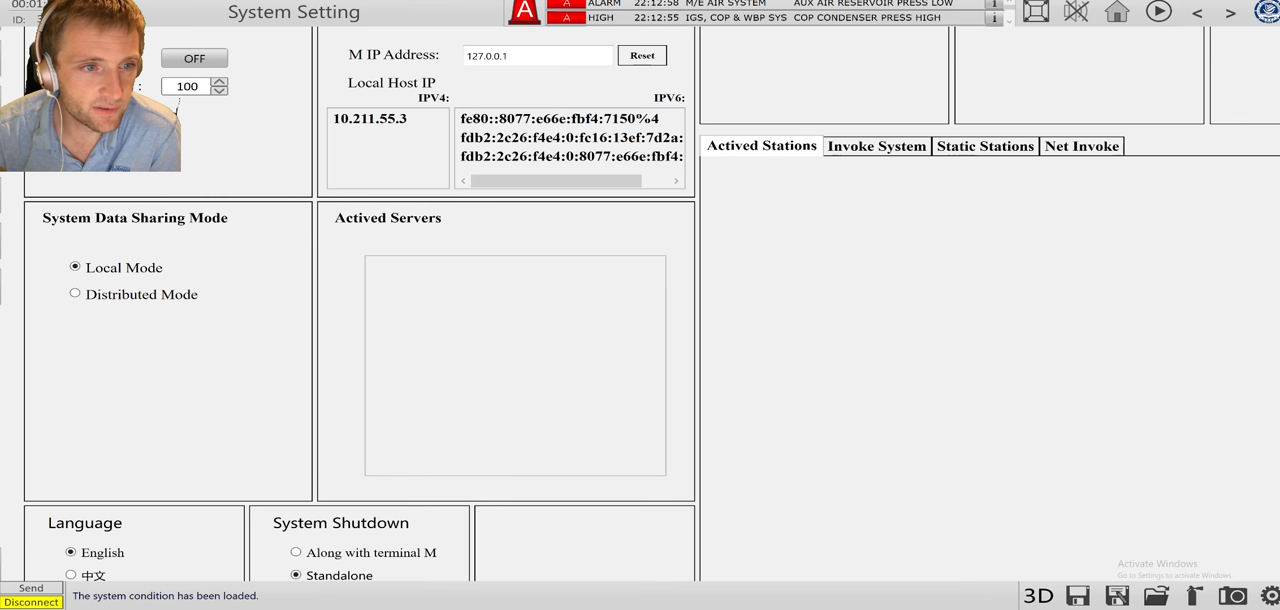 00:01
ID: 3
System Setting
A
A ALARM 22:12:58 M/E AIR SYSTEM AUX AIR RESERVOIR PRESS LOW i
A HIGH 22:12:55 IGS, COP & WBP SYS COP CONDENSER PRESS HIGH i
< >
OFF
: 100
M IP Address: 127.0.0.1 Reset
Local Host IP
IPV4: IPV6:
10.211.55.3
fe80::8077:e66e:fbf4:7150%4
fdb2:2c26:f4e4:0:fc16:13ef:7d2a:
fdb2:2c26:f4e4:0:8077:e66e:fbf4:
Actived Stations Invoke System Static Stations Net Invoke
System Data Sharing Mode
Local Mode
Distributed Mode
Actived Servers
Language
English
中文
System Shutdown
Along with terminal M
Standalone
Activate Windows
Go to Settings to activate Windows.
Send
Disconnect
The system condition has been loaded.
3D